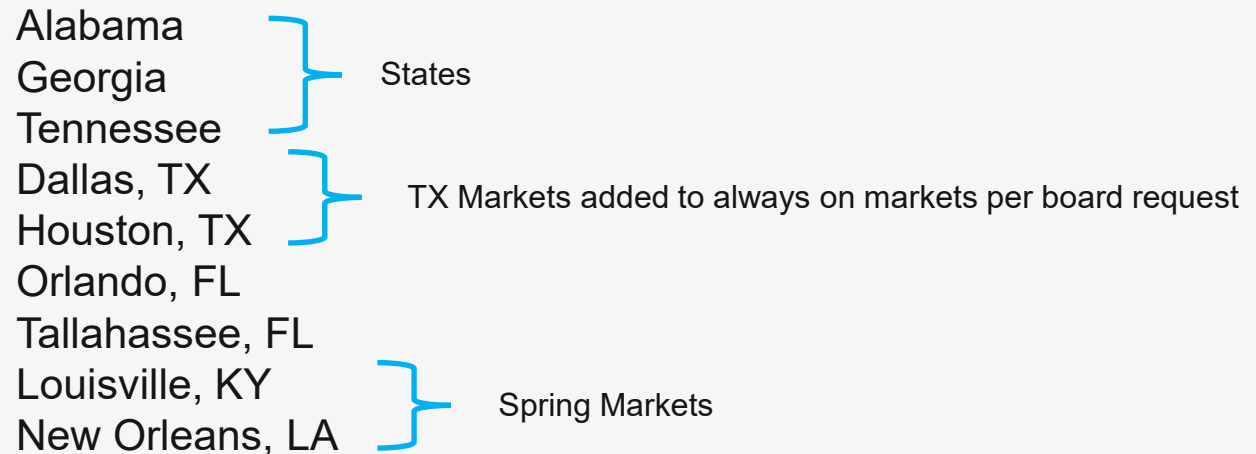 Alabama
Georgia
Tennessee
States
Dallas, TX
Houston, TX
TX Markets added to always on markets per board request
Orlando, FL
Tallahassee, FL
Louisville, KY
New Orleans, LA
Spring Markets